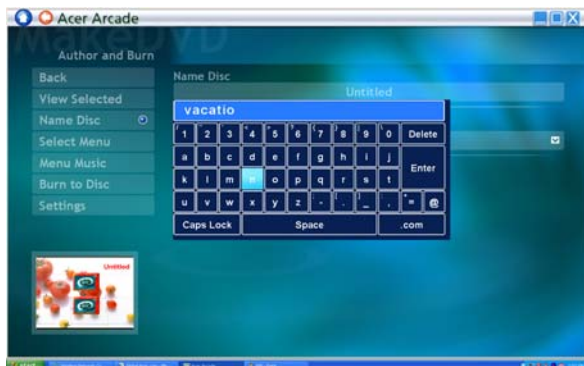 Acer Arcade
MakeDVD
Author and Burn
Back
View Selected
Name Disc
Select Menu
Menu Music
Burn to Disc
Settings
Untitled
Name Disc
Untitled
vacatio
1 2 3 4 5 6 7 8 9 0 Delete
a b c d e f g h i j
Enter
k l m n o p q r s t
u v w x y z - . _ , = @
Caps Lock Space .com